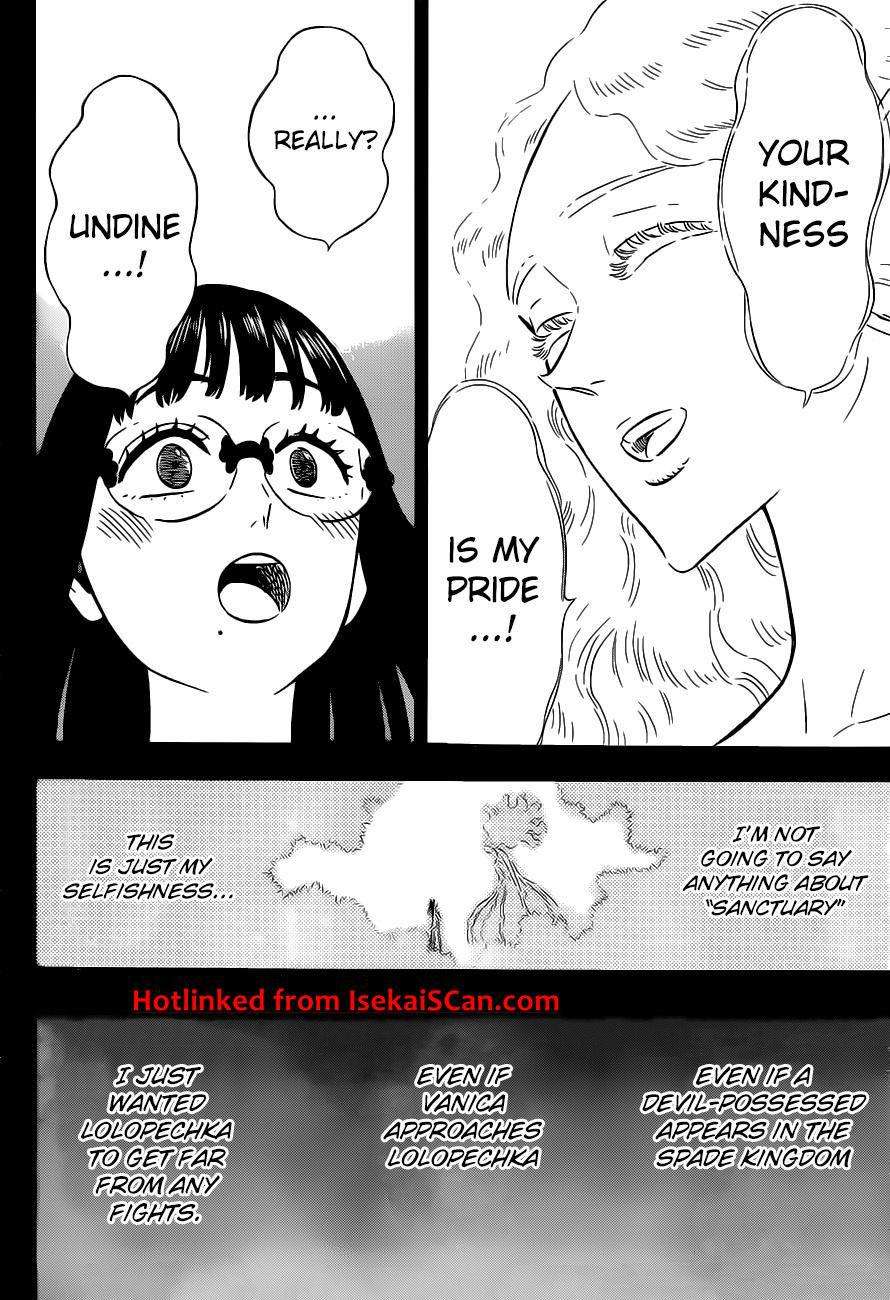 YOUR
KIND-
NESS
IS MY
PRIDE
...!
...
REALLY?
UNDINE
...!
I'M NOT
GOING TO SAY
ANYTHING ABOUT
"SANCTUARY"
THIS
IS JUST MY
SELFISHNESS...
Hotlinked from IsekaiSCan.com
EVEN IF A
DEVIL-POSSESSED
APPEARS IN THE
SPADE KINGDOM
EVEN IF
VANICA
APPROACHES
LOLOPECHKA
I JUST
WANTED
LOLOPECHKA
TO GET FAR
FROM ANY
FIGHTS.